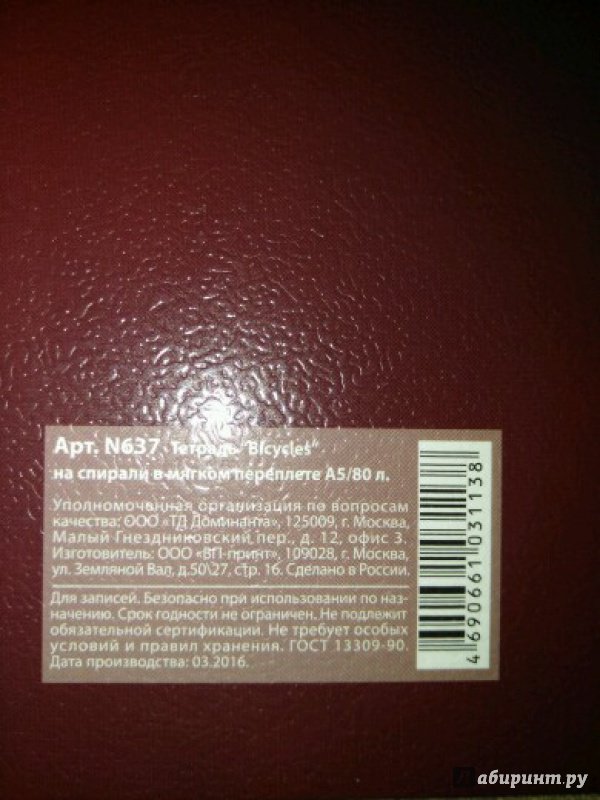 Арт. N637 Тетрадь "Bicycles"
на спирали в мягком переплете А5/80 л.
Уполномоченная организация по вопросам
качества: ООО «ТД Доминанта», 125009, г. Москва,
Малый Гнездниковский пер., д. 12, офис 3.
Изготовитель: ООО «ВП-принт», 109028, г. Москва,
ул. Земляной Вал, д.50\27, стр. 16. Сделано в России.
Для записей. Безопасно при использовании по наз-
начению. Срок годности не ограничен. Не подлежит
обязательной сертификации. Не требует особых
условий и правил хранения. ГОСТ 13309-90.
Дата производства: 03.2016.
4 690661 031138
Лабиринт.ру